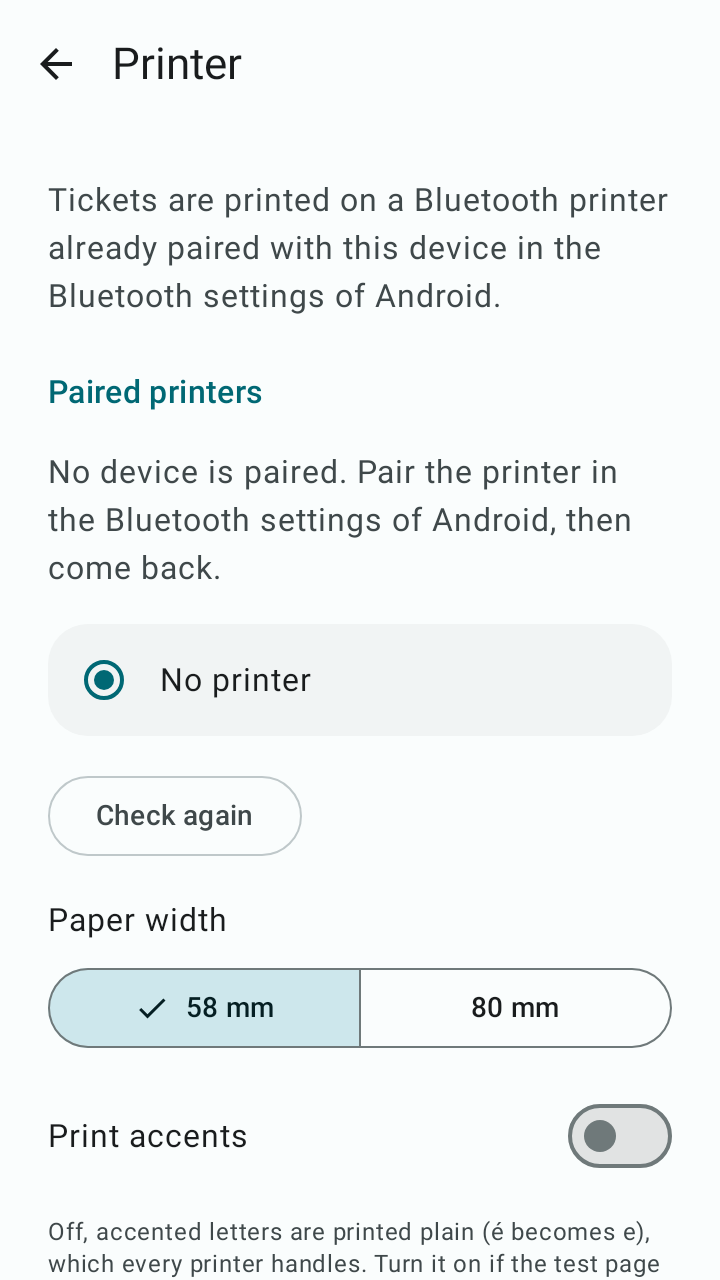 Printer
Tickets are printed on a Bluetooth printer
already paired with this device in the
Bluetooth settings of Android.
Paired printers
No device is paired. Pair the printer in
the Bluetooth settings of Android, then
come back.
No printer
Check again
Paper width
58 mm
80 mm
Print accents
Off, accented letters are printed plain (é becomes e),
which every printer handles. Turn it on if the test page